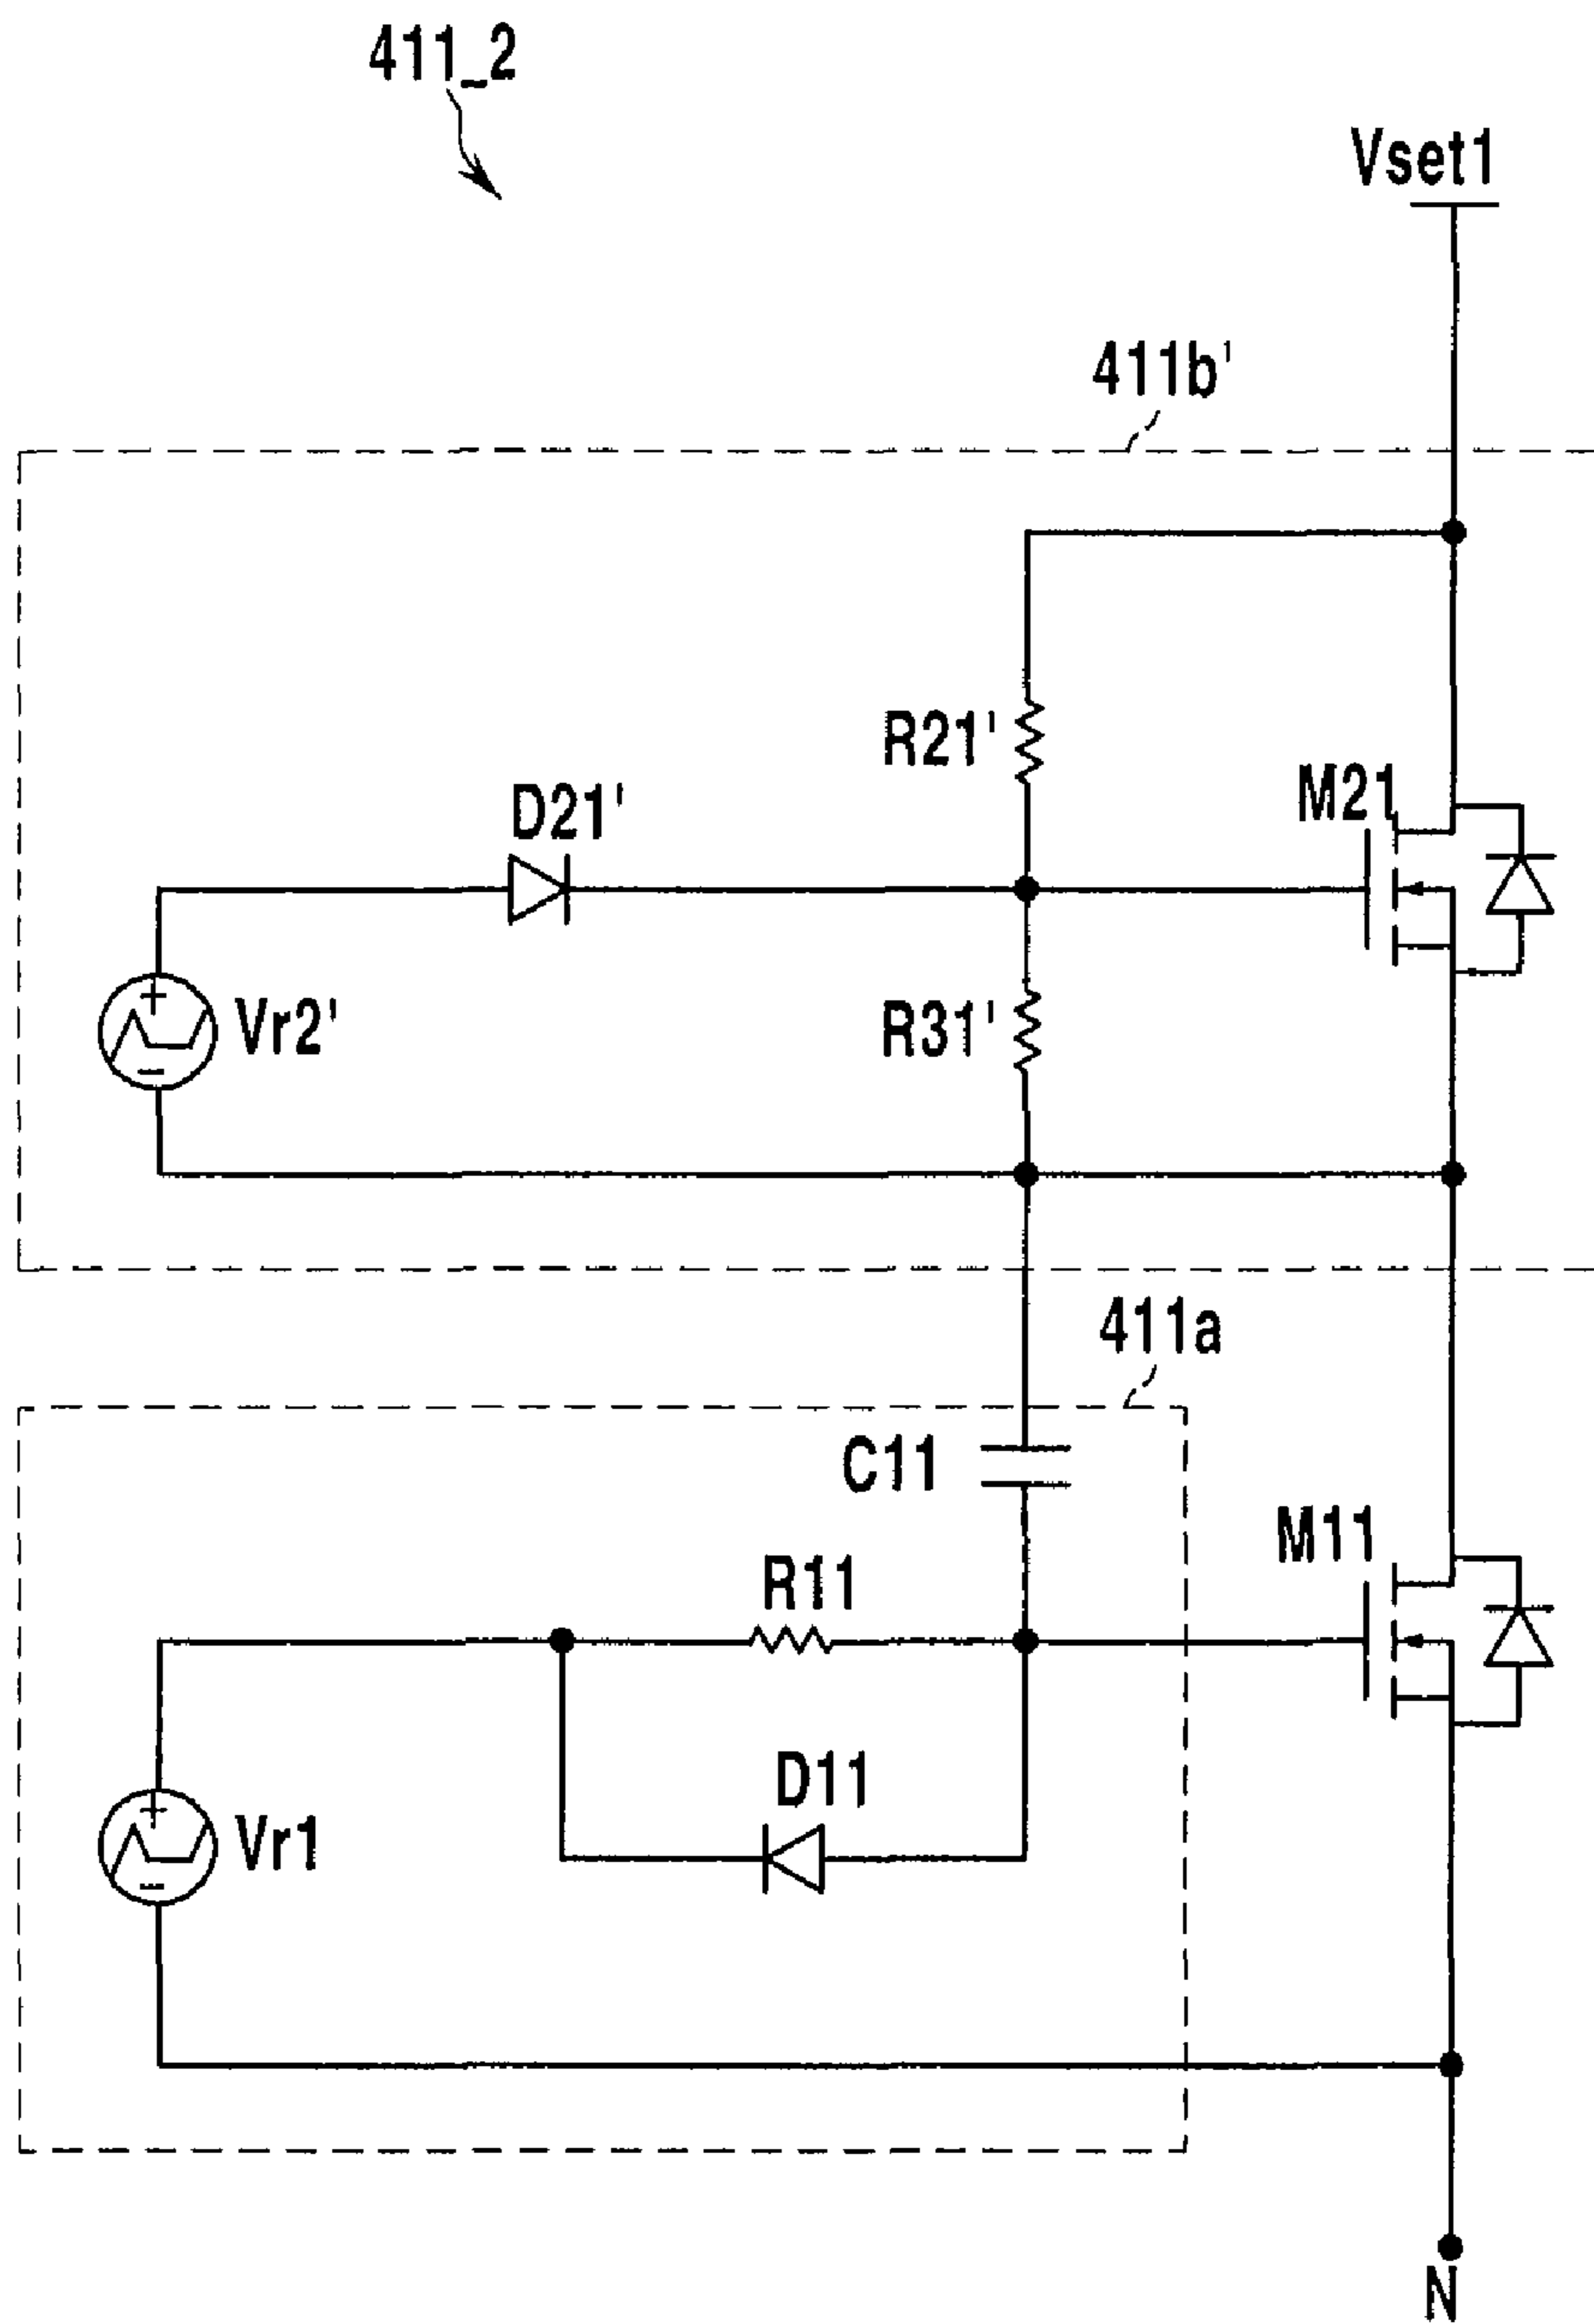 411_2
Vset1
411b'
R21'
M21
D21'
Vr2'
R31'
411a
C11
M11
R11
D11
Vr1
N